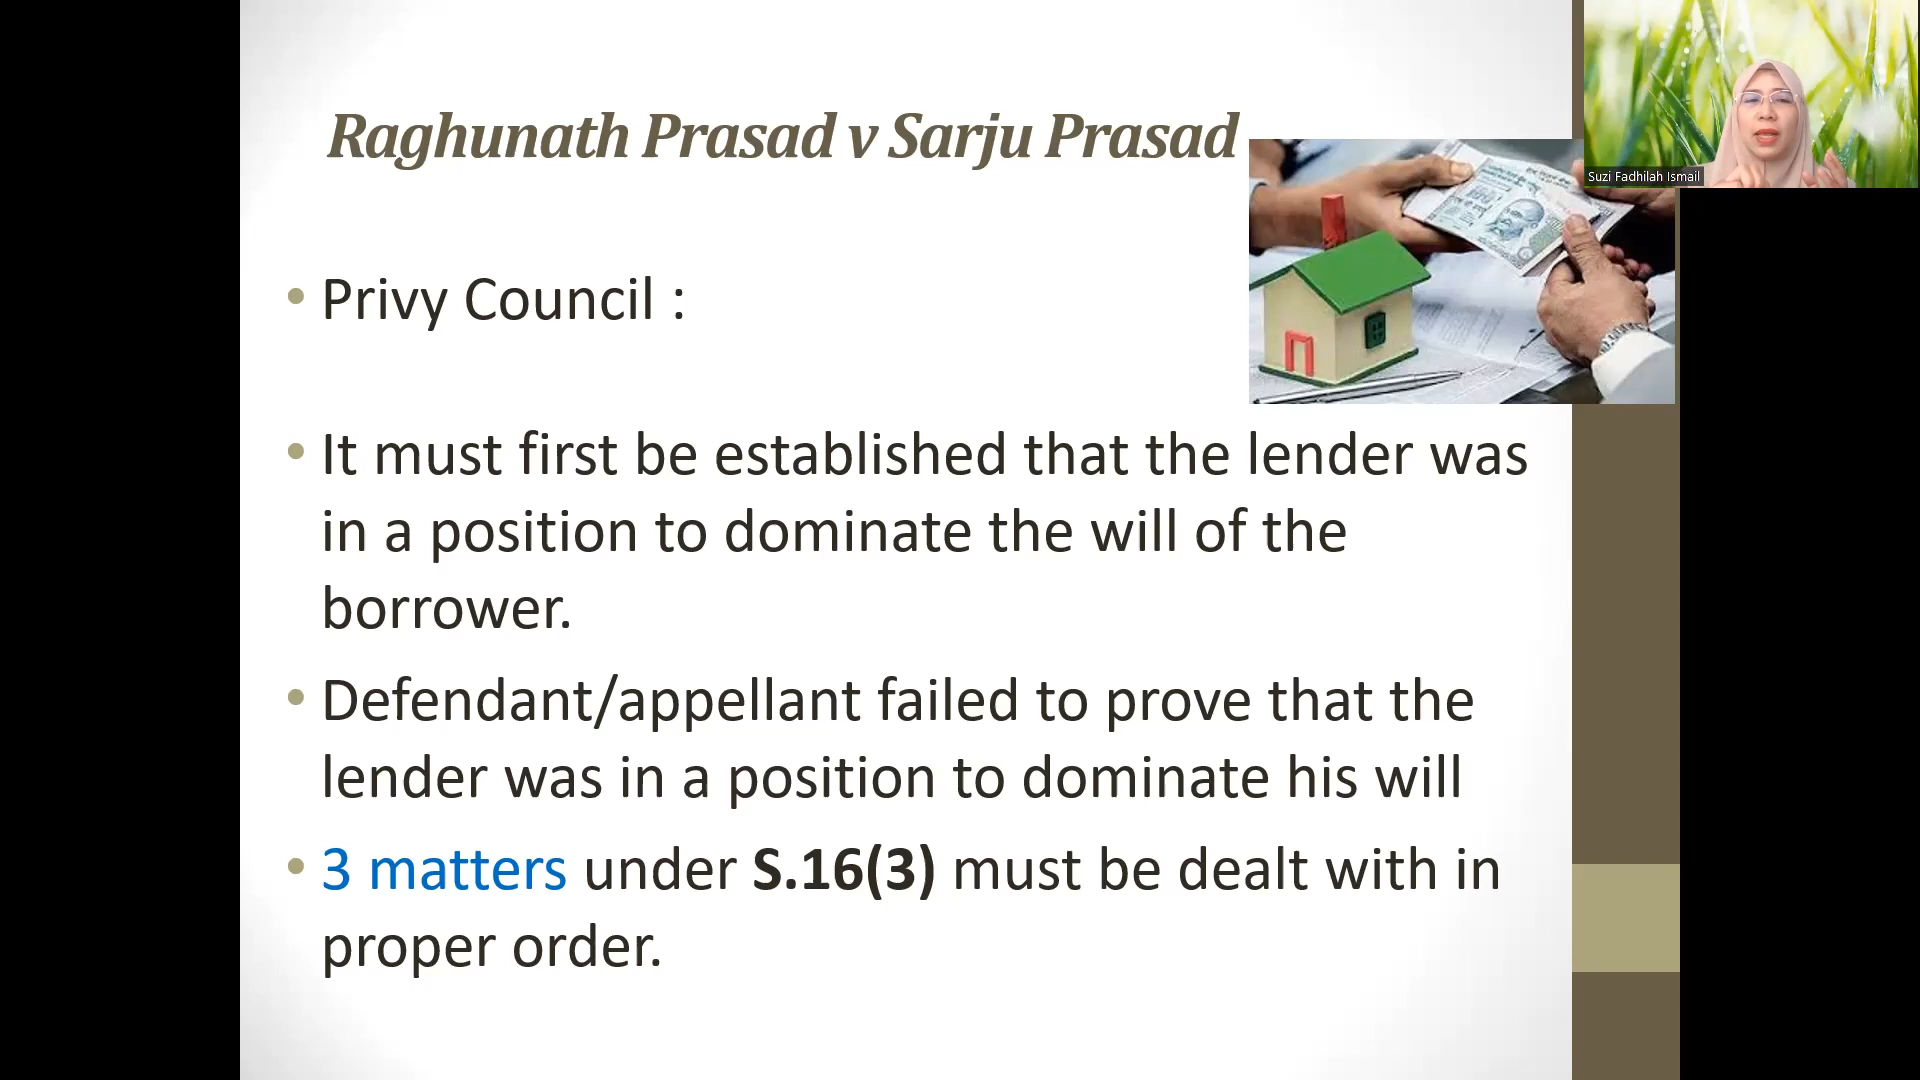 Raghunath Prasad v Sarju Prasad
Suzi Fadhilah Ismail
• Privy Council :
• It must first be established that the lender was
in a position to dominate the will of the
borrower.
• Defendant/appellant failed to prove that the
lender was in a position to dominate his will
• 3 matters under S.16(3) must be dealt with in
proper order.